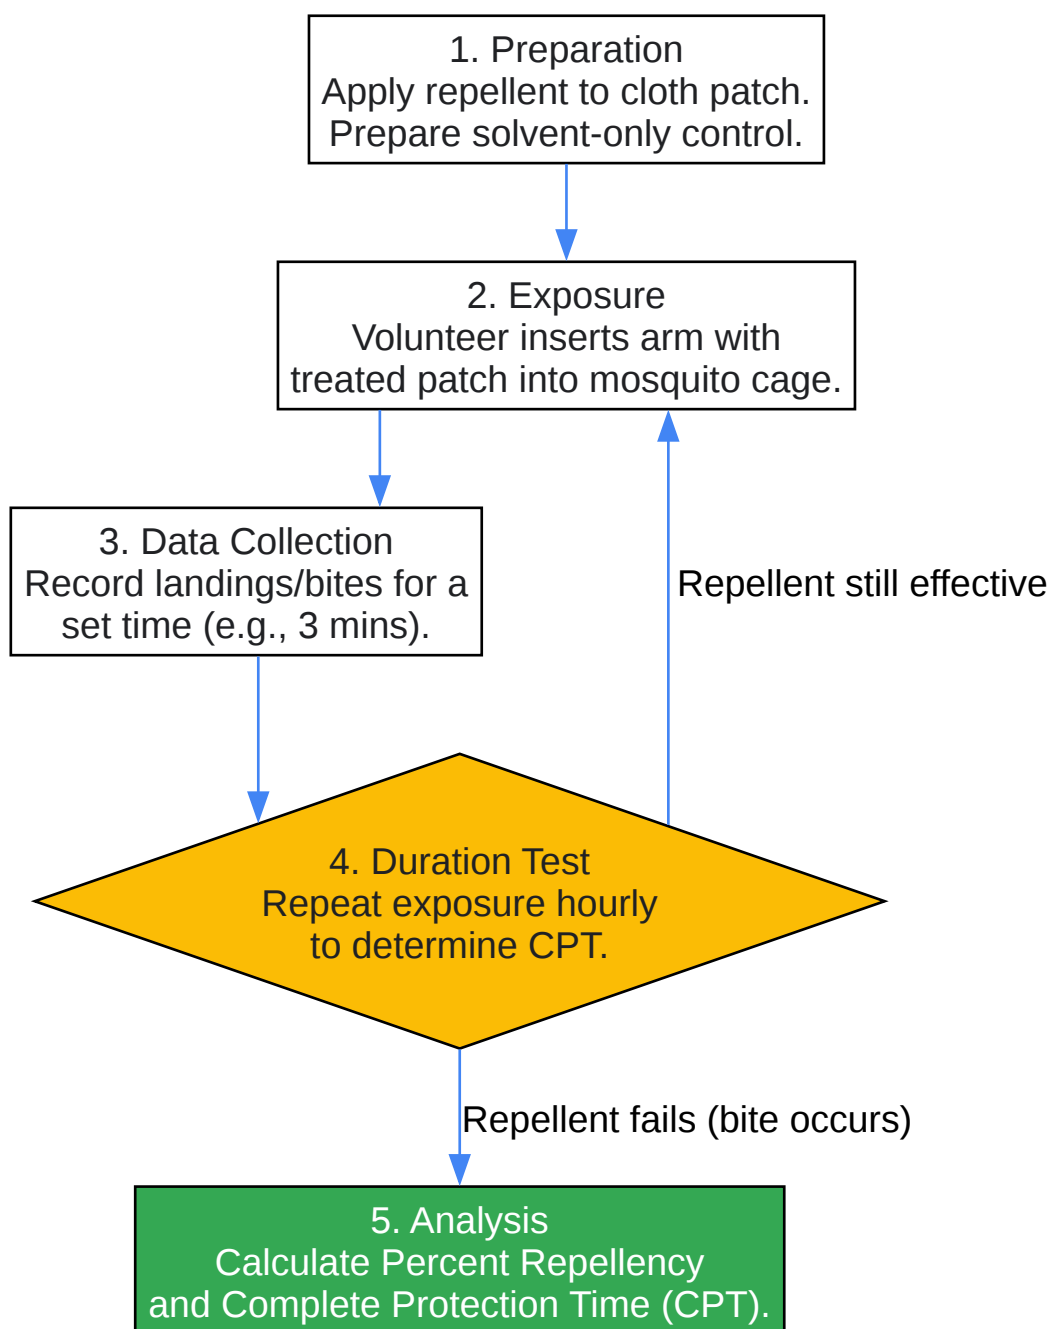 1. Preparation
Apply repellent to cloth patch.
Prepare solvent-only control.
2. Exposure
Volunteer inserts arm with
treated patch into mosquito cage.
3. Data Collection
Record landings/bites for a
set time (e.g., 3 mins).
Repellent still effective
4. Duration Test
Repeat exposure hourly
to determine CPT.
Repellent fails (bite occurs)
5. Analysis
Calculate Percent Repellency
and Complete Protection Time (CPT).